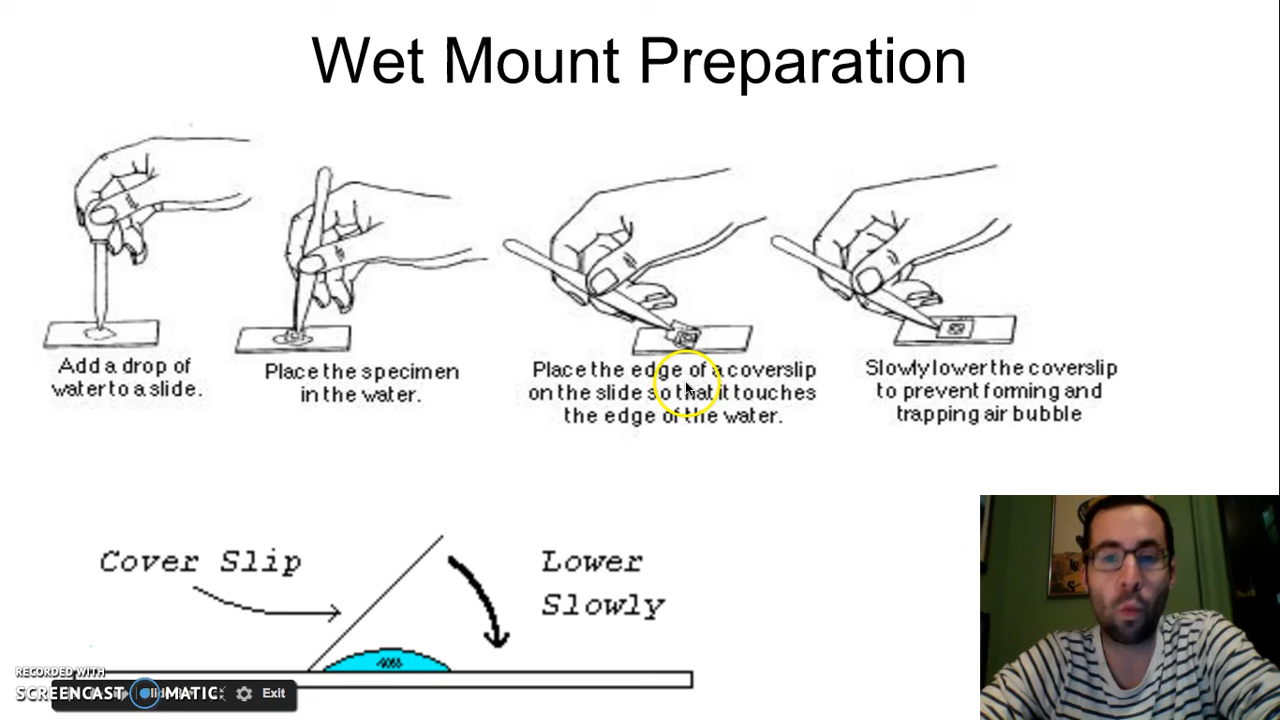 Wet Mount Preparation
Add a drop of
water to a slide.
Place the specimen
in the water.
Place the edge of a coverslip
on the slide so that it touches
the edge of the water.
Slowly lower the coverslip
to prevent forming and
trapping air bubble
Cover Slip
Lower
Slowly
RECORDED WITH
SCREENCAST MATIC
Exit